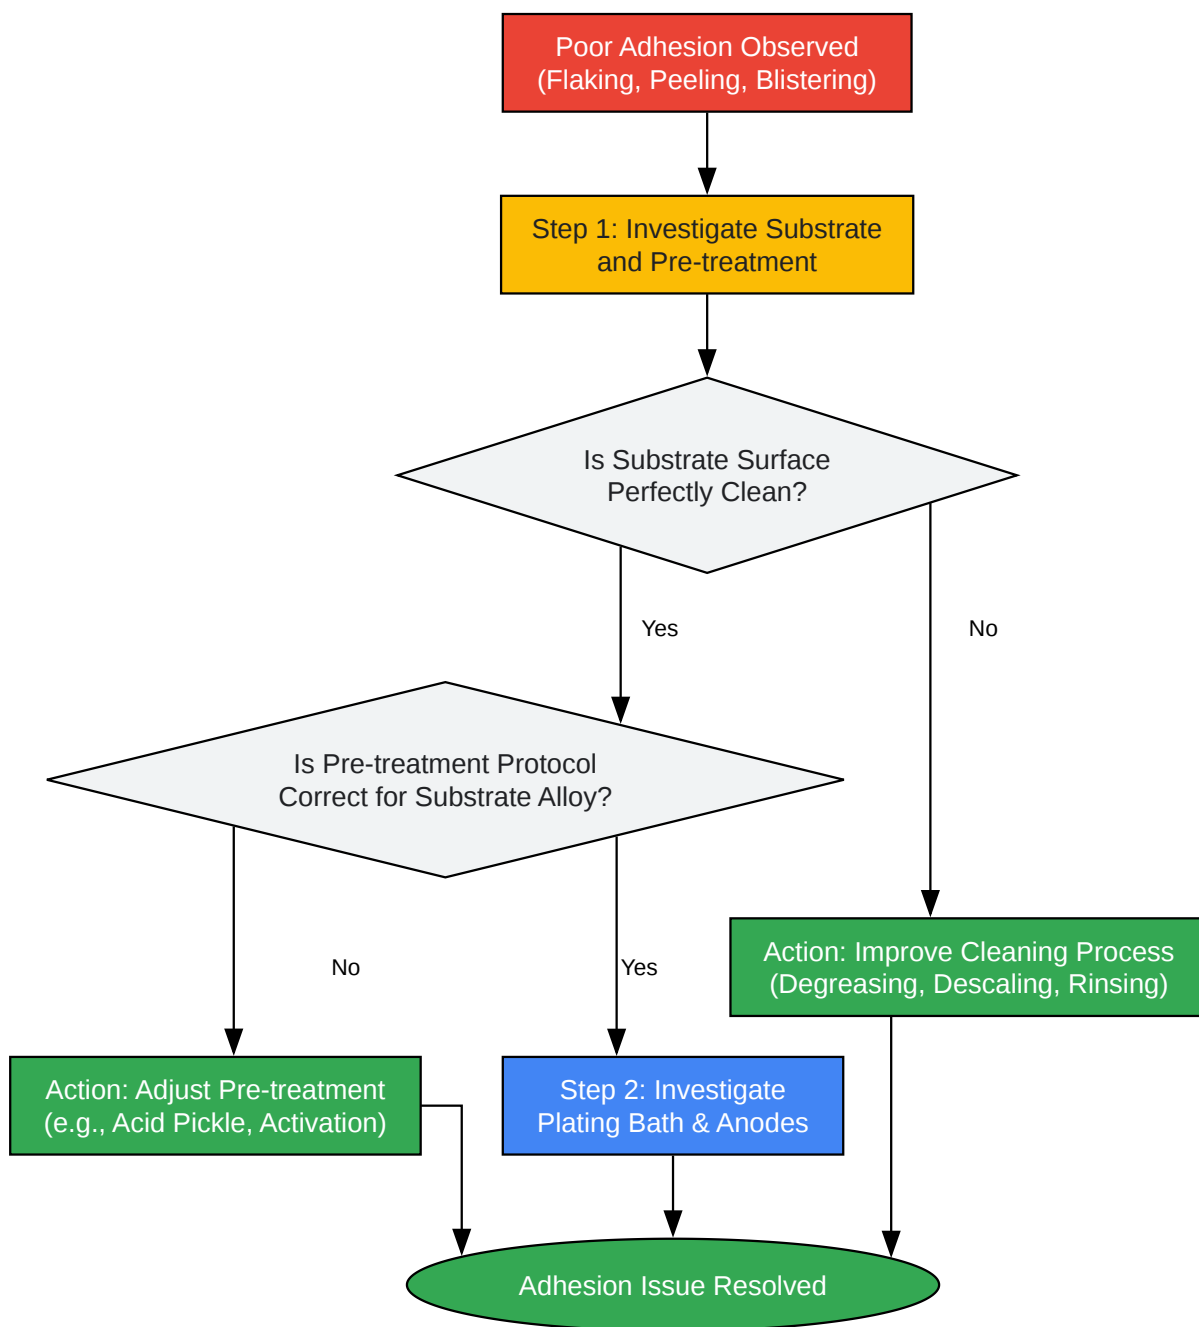 Poor Adhesion Observed
(Flaking, Peeling, Blistering)
Step 1: Investigate Substrate
and Pre-treatment
Is Substrate Surface
Perfectly Clean?
Yes
No
Is Pre-treatment Protocol
Correct for Substrate Alloy?
No
Yes
Action: Improve Cleaning Process
(Degreasing, Descaling, Rinsing)
Action: Adjust Pre-treatment
(e.g., Acid Pickle, Activation)
Step 2: Investigate
Plating Bath & Anodes
Adhesion Issue Resolved